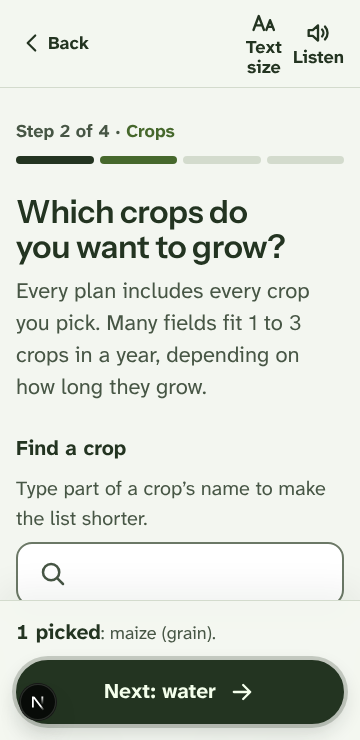 Back
Text
size
Listen
Step 2 of 4 · Crops
Which crops do
you want to grow?
Every plan includes every crop
you pick. Many fields fit 1 to 3
crops in a year, depending on
how long they grow.
Find a crop
Type part of a crop’s name to make
the list shorter.
1 picked: maize (grain).
Next: water
N